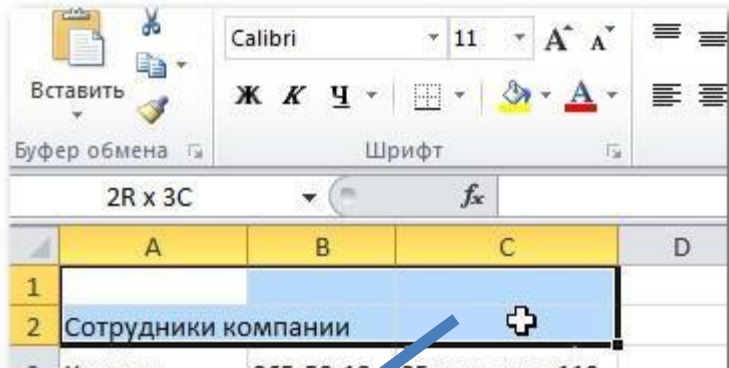 Calibri 11 A A
Вставить Ж К Ч
Буфер обмена Шрифт
2R x 3C fx
A B C D
1
2 Сотрудники компании